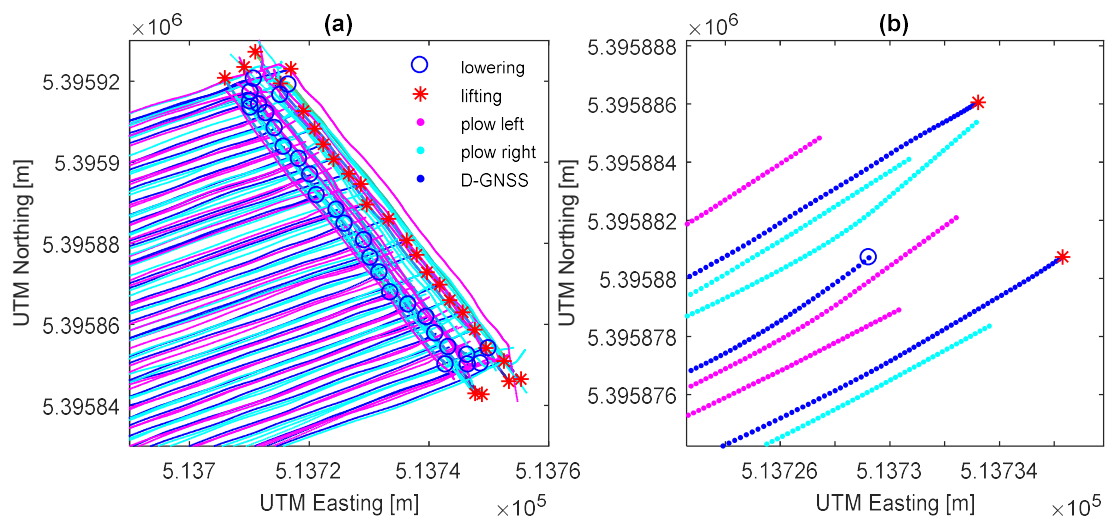 (a)
×10⁶
5.39592
5.3959
5.39588
5.39586
5.39584
UTM Northing [m]
lowering
lifting
plow left
plow right
D-GNSS
5.137
5.1372
5.1374
5.1376
UTM Easting [m]
×10⁵
(b)
×10⁶
5.395888
5.395886
5.395884
5.395882
5.39588
5.395878
5.395876
UTM Northing [m]
5.13726
5.1373
5.13734
UTM Easting [m]
×10⁵